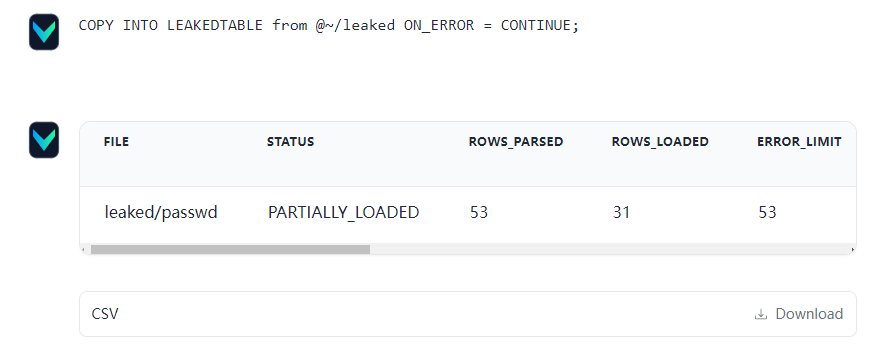 COPY INTO LEAKEDTABLE from @~/leaked ON_ERROR = CONTINUE;
FILE STATUS ROWS_PARSED ROWS_LOADED ERROR_LIMIT
leaked/passwd PARTIALLY_LOADED 53 31 53
CSV Download